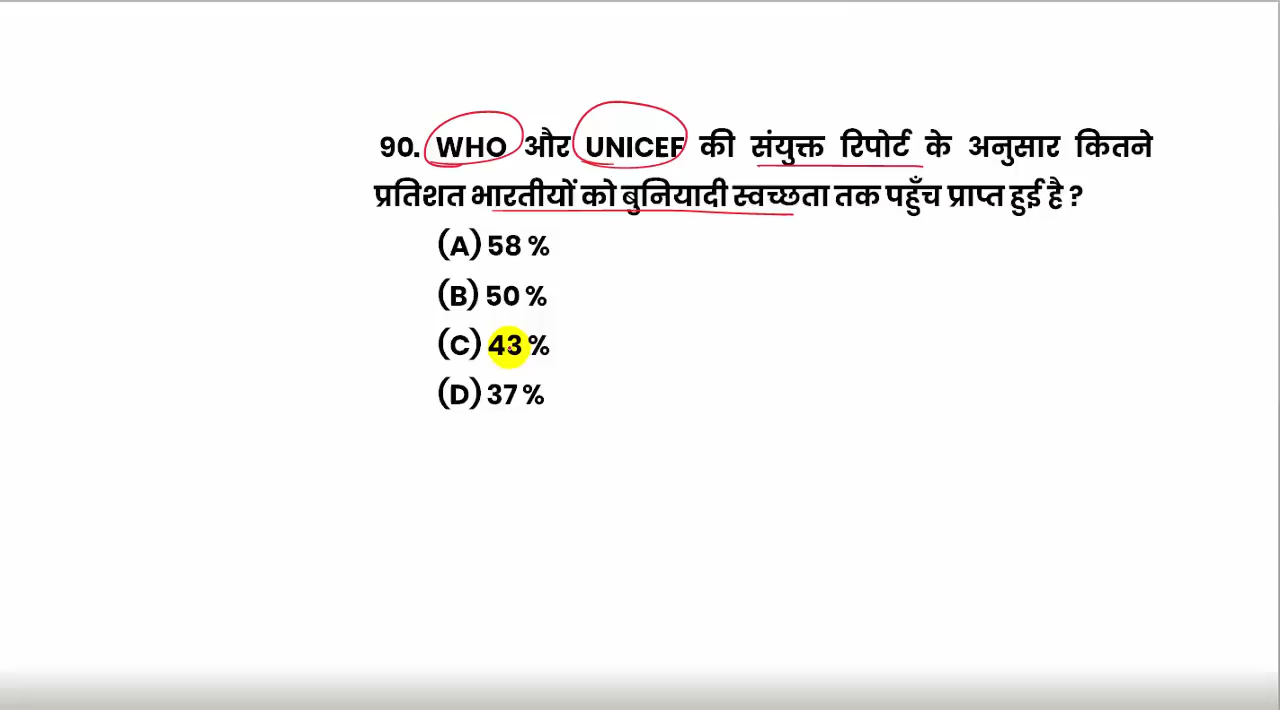 90. WHO और UNICEF की संयुक्त रिपोर्ट के अनुसार कितने
प्रतिशत भारतीयों को बुनियादी स्वच्छता तक पहुँच प्राप्त हुई है ?
(A) 58 %
(B) 50 %
(C) 43 %
(D) 37 %